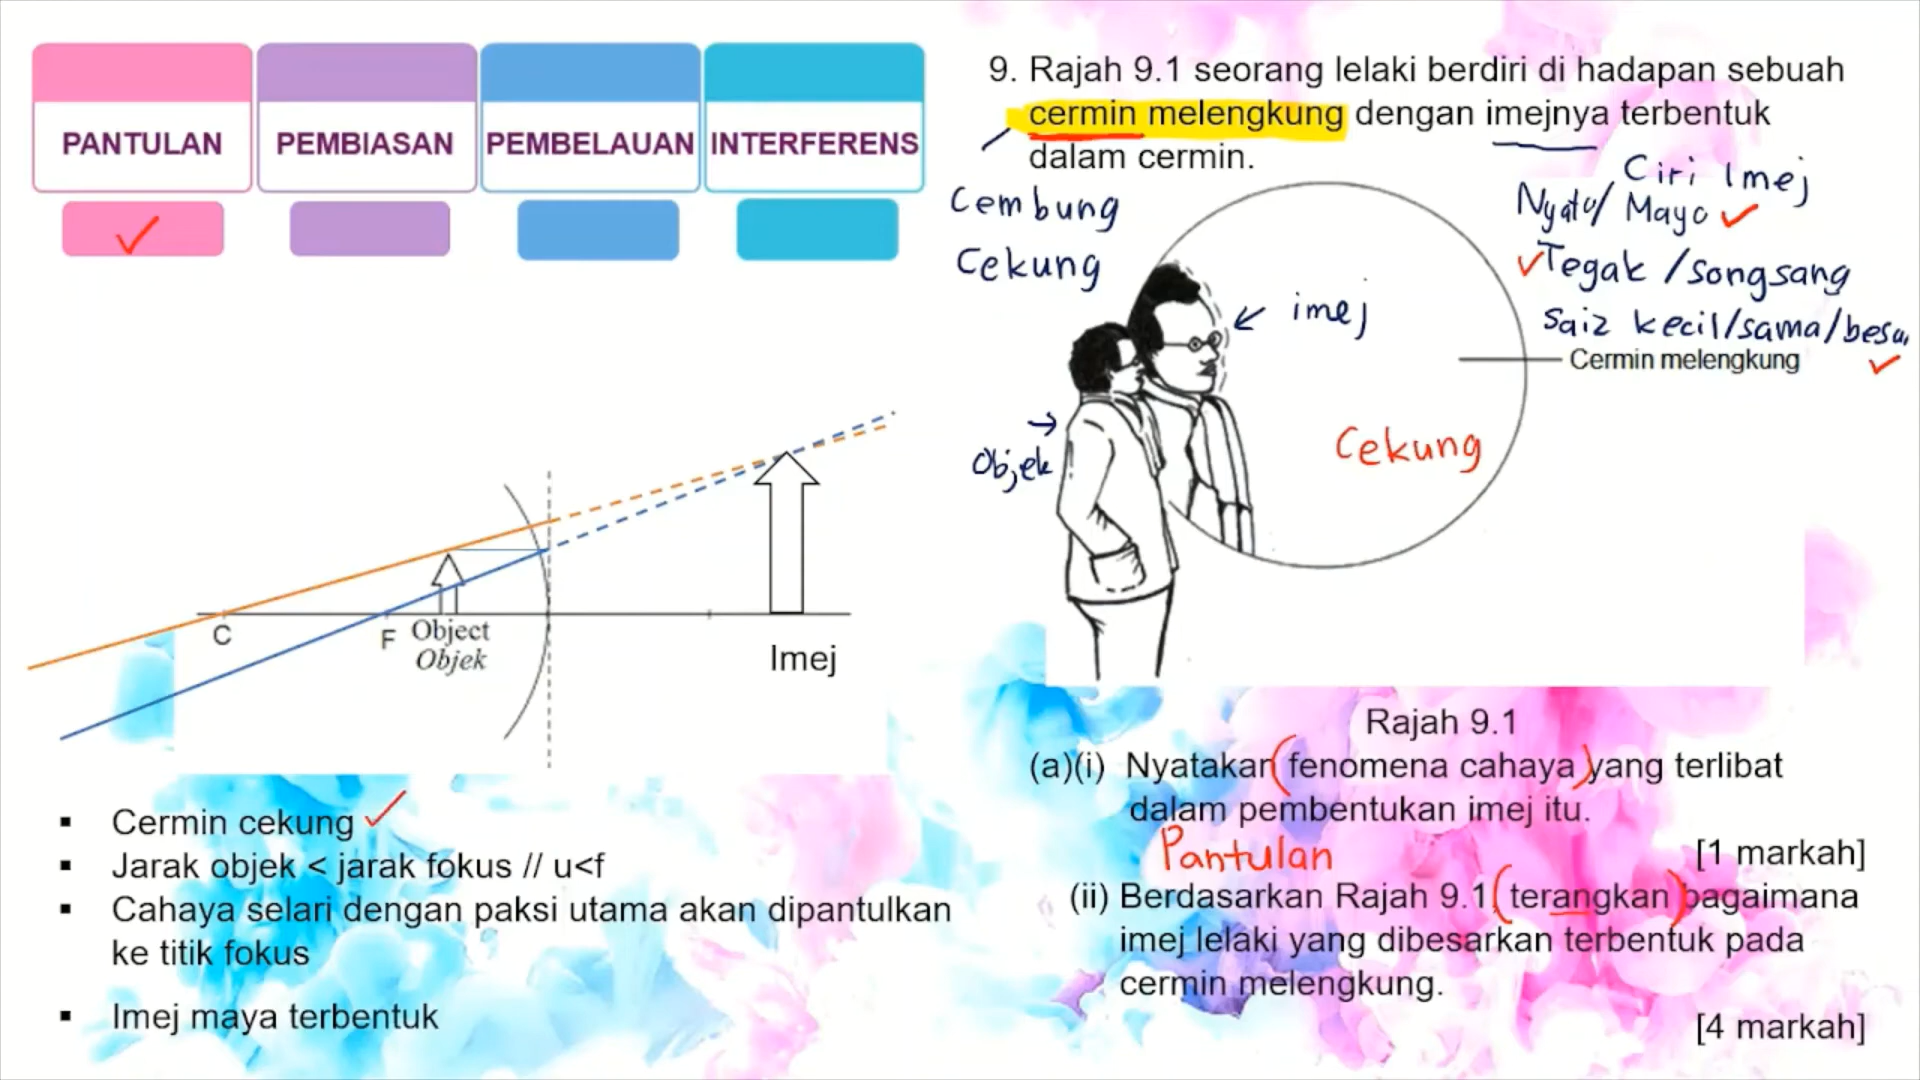 PANTULAN PEMBIASAN PEMBELAUAN INTERFERENS
C
F
Object
Objek
Imej
▪ Cermin cekung
▪ Jarak objek < jarak fokus // u<f
▪ Cahaya selari dengan paksi utama akan dipantulkan
ke titik fokus
▪ Imej maya terbentuk
9. Rajah 9.1 seorang lelaki berdiri di hadapan sebuah
cermin melengkung dengan imejnya terbentuk
dalam cermin.
Cembung
Cekung
Ciri Imej
Nyata/ Maya
Tegak /songsang
Saiz kecil/sama/besar
imej
Cermin melengkung
Objek
Cekung
Rajah 9.1
(a)(i) Nyatakan (fenomena cahaya) yang terlibat
dalam pembentukan imej itu.
Pantulan
[1 markah]
(ii) Berdasarkan Rajah 9.1, (terangkan) bagaimana
imej lelaki yang dibesarkan terbentuk pada
cermin melengkung.
[4 markah]